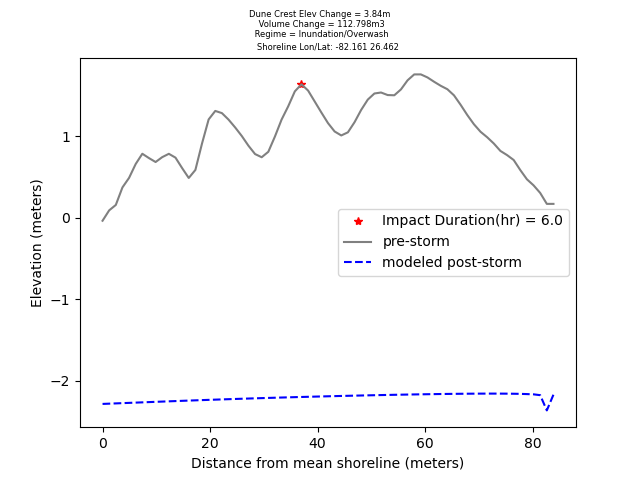 Dune Crest Elev Change = 3.84m
Volume Change = 112.798m3
Regime = Inundation/Overwash
Shoreline Lon/Lat: -82.161 26.462
1
0
−1
−2
Elevation (meters)
Impact Duration(hr) = 6.0
pre-storm
modeled post-storm
0 20 40 60 80
Distance from mean shoreline (meters)